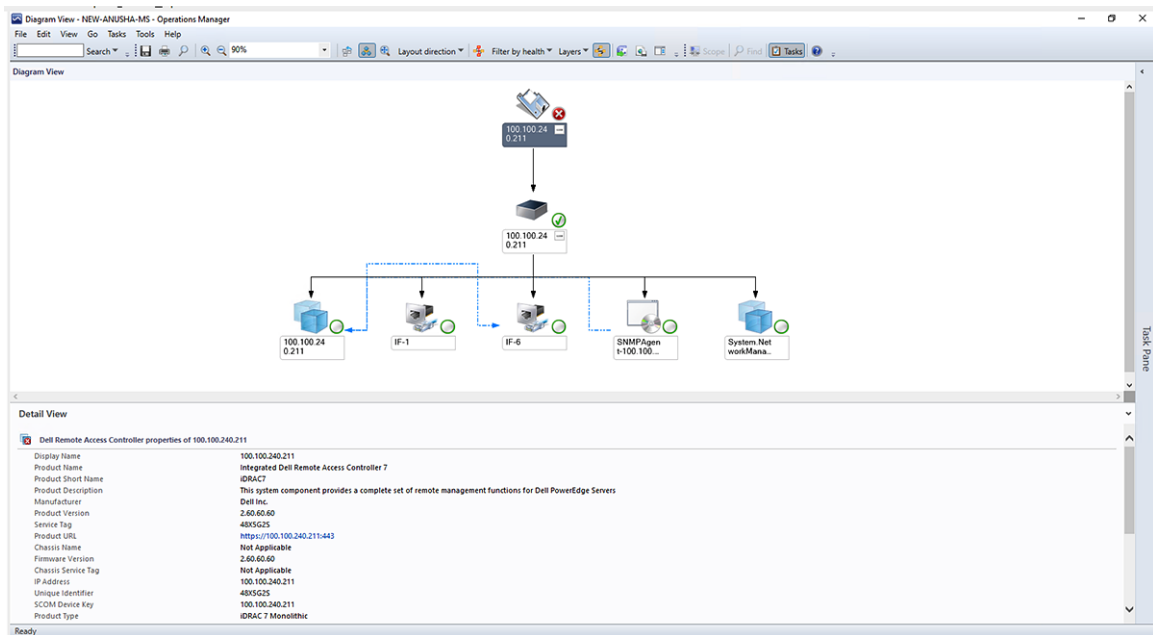 Diagram View - NEW-ANUSHA-MS - Operations Manager
File Edit View Go Tasks Tools Help
Search 90% Layout direction Filter by health Layers Scope Find Tasks
Diagram View
100.100.24
0.211
100.100.24
0.211
100.100.24
0.211
IF-1
IF-6
SNMPAgen
t-100.100...
System.Net
workMana...
Task Pane
Detail View
Dell Remote Access Controller properties of 100.100.240.211
Display Name 100.100.240.211
Product Name Integrated Dell Remote Access Controller 7
Product Short Name iDRAC7
Product Description This system component provides a complete set of remote management functions for Dell PowerEdge Servers
Manufacturer Dell Inc.
Product Version 2.60.60.60
Service Tag 48XSG2S
Product URL https://100.100.240.211:443
Chassis Name Not Applicable
Firmware Version 2.60.60.60
Chassis Service Tag Not Applicable
IP Address 100.100.240.211
Unique Identifier 48XSG2S
SCOM Device Key 100.100.240.211
Product Type iDRAC 7 Monolithic
Ready